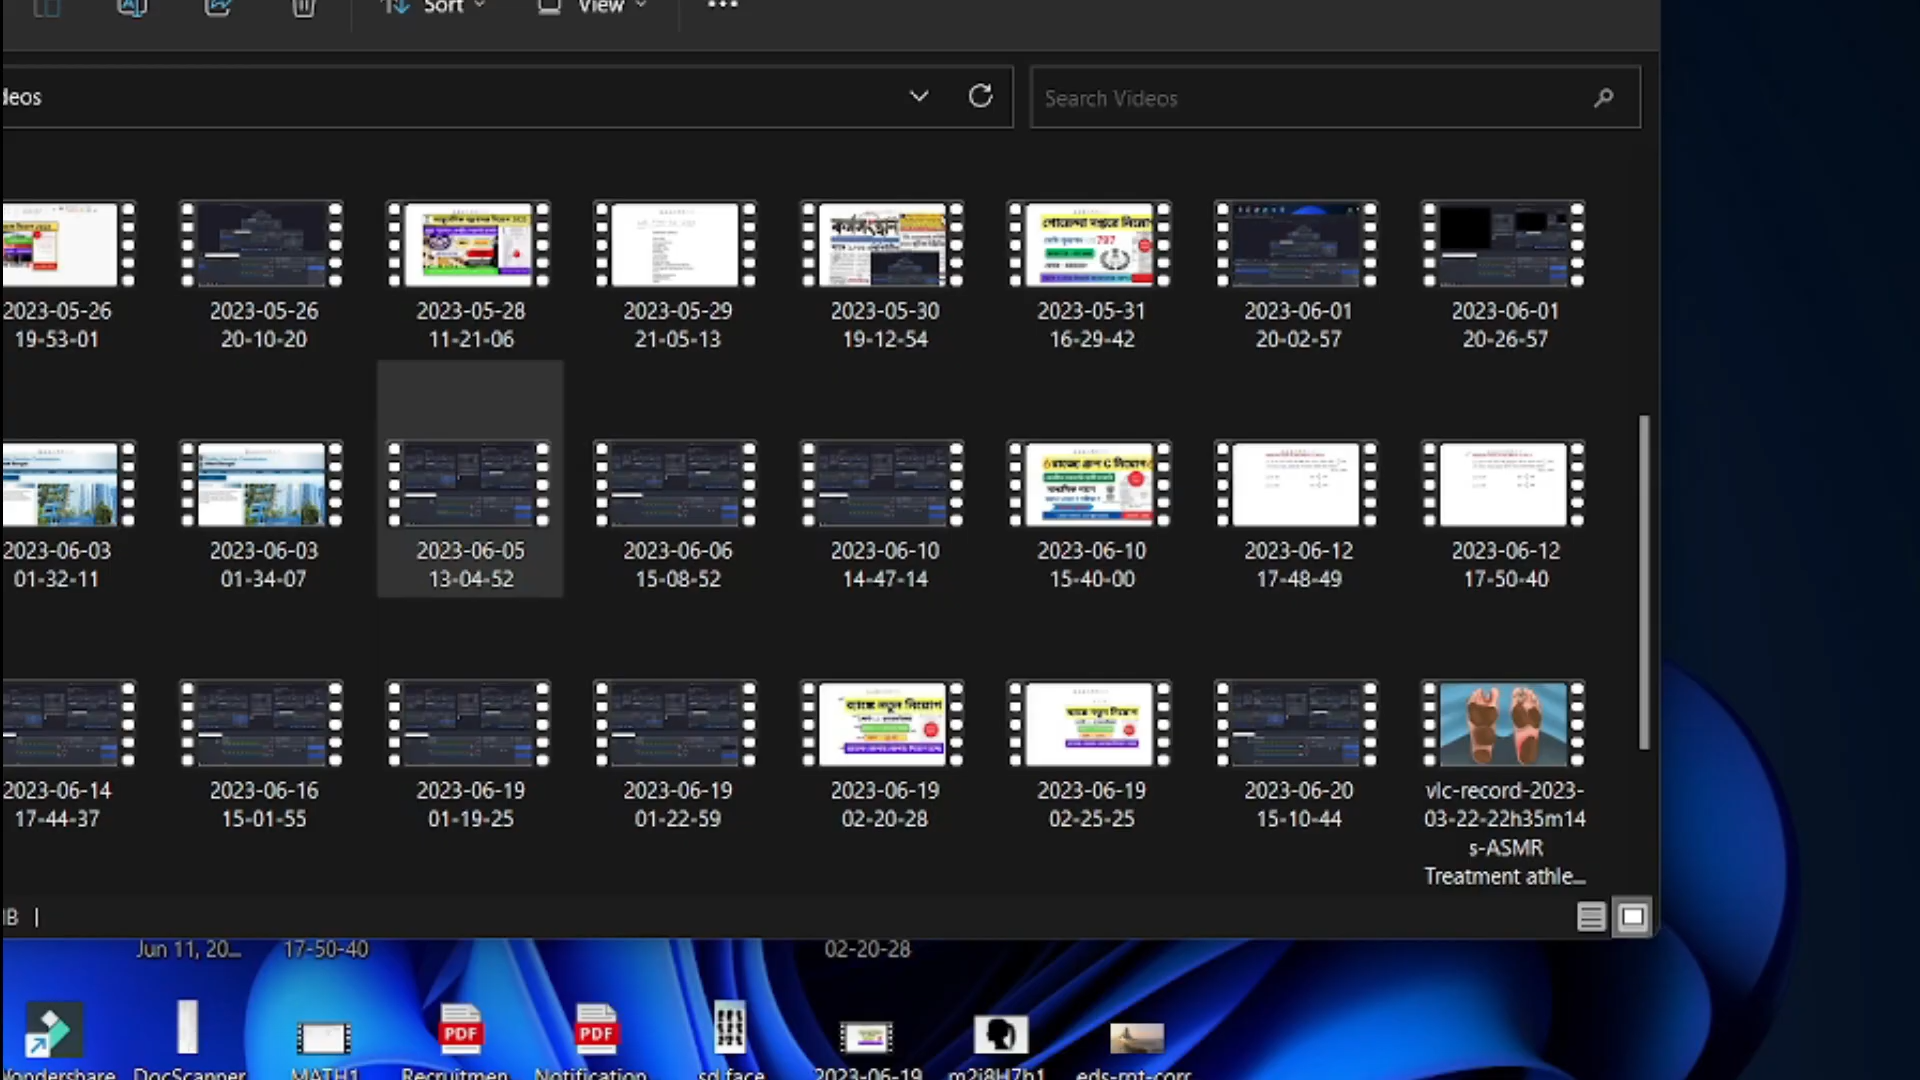 Sort
View
deos
Search Videos
কর্মসংস্থান
গোয়েন্দা দপ্তরে নিয়োগ
797
2023-05-26
19-53-01
2023-05-26
20-10-20
2023-05-28
11-21-06
2023-05-29
21-05-13
2023-05-30
19-12-54
2023-05-31
16-29-42
2023-06-01
20-02-57
2023-06-01
20-26-57
2023-06-03
01-32-11
2023-06-03
01-34-07
2023-06-05
13-04-52
2023-06-06
15-08-52
2023-06-10
14-47-14
2023-06-10
15-40-00
2023-06-12
17-48-49
2023-06-12
17-50-40
2023-06-14
17-44-37
2023-06-16
15-01-55
2023-06-19
01-19-25
2023-06-19
01-22-59
2023-06-19
02-20-28
2023-06-19
02-25-25
2023-06-20
15-10-44
vlc-record-2023-
03-22-22h35m14
s-ASMR
Treatment athle...
Jun 11, 20...
17-50-40
02-20-28
PDF
PDF
Wondershare
DocScanner
MATH1
Recruitmen
Notification
sd face
2023-06-19
m2i8H7b1
eds-rpt-corr